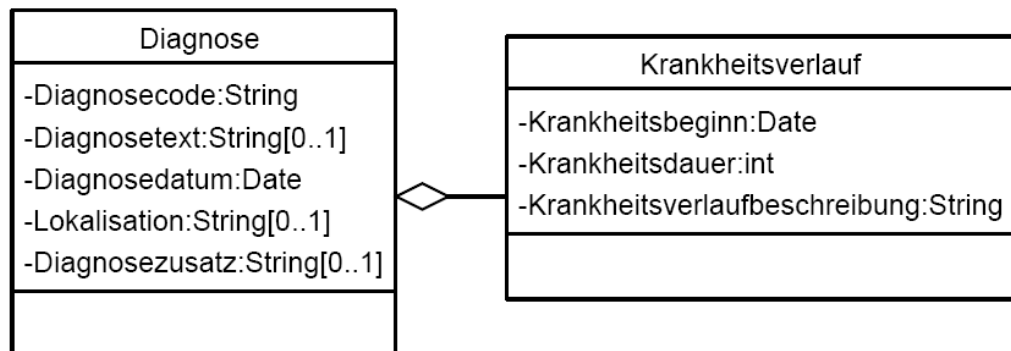 Diagnose
-Diagnosecode:String
-Diagnosetext:String[0..1]
-Diagnosedatum:Date
-Lokalisation:String[0..1]
-Diagnosezusatz:String[0..1]
Krankheitsverlauf
-Krankheitsbeginn:Date
-Krankheitsdauer:int
-Krankheitsverlaufbeschreibung:String